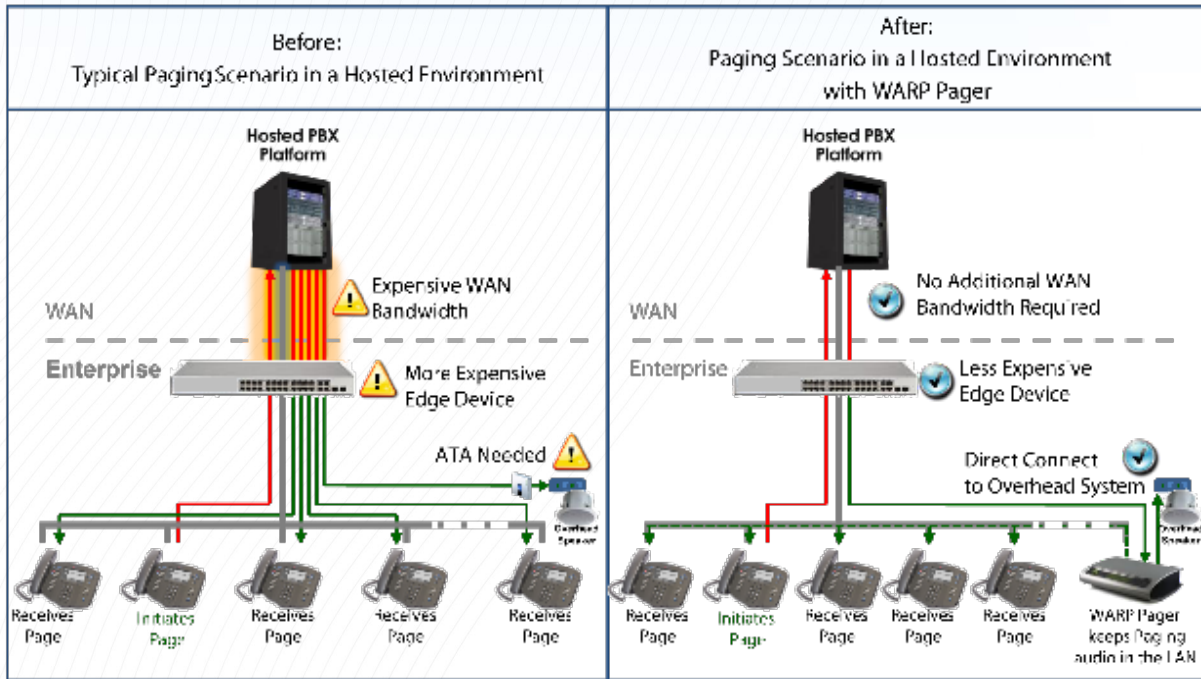 Before:
Typical Paging Scenario in a Hosted Environment
After:
Paging Scenario in a Hosted Environment
with WARP Pager
Hosted PBX
Platform
Expensive WAN
Bandwidth
WAN
Enterprise
More Expensive
Edge Device
ATA Needed
Overhead
Speaker
Receives
Page
Initiates
Page
Receives
Page
Receives
Page
Receives
Page
Hosted PBX
Platform
No Additional WAN
Bandwidth Required
WAN
Enterprise
Less Expensive
Edge Device
Direct Connect
to Overhead System
Overhead
Speaker
Receives
Page
Initiates
Page
Receives
Page
Receives
Page
Receives
Page
WARP Pager
keeps Paging
audio in the LAN